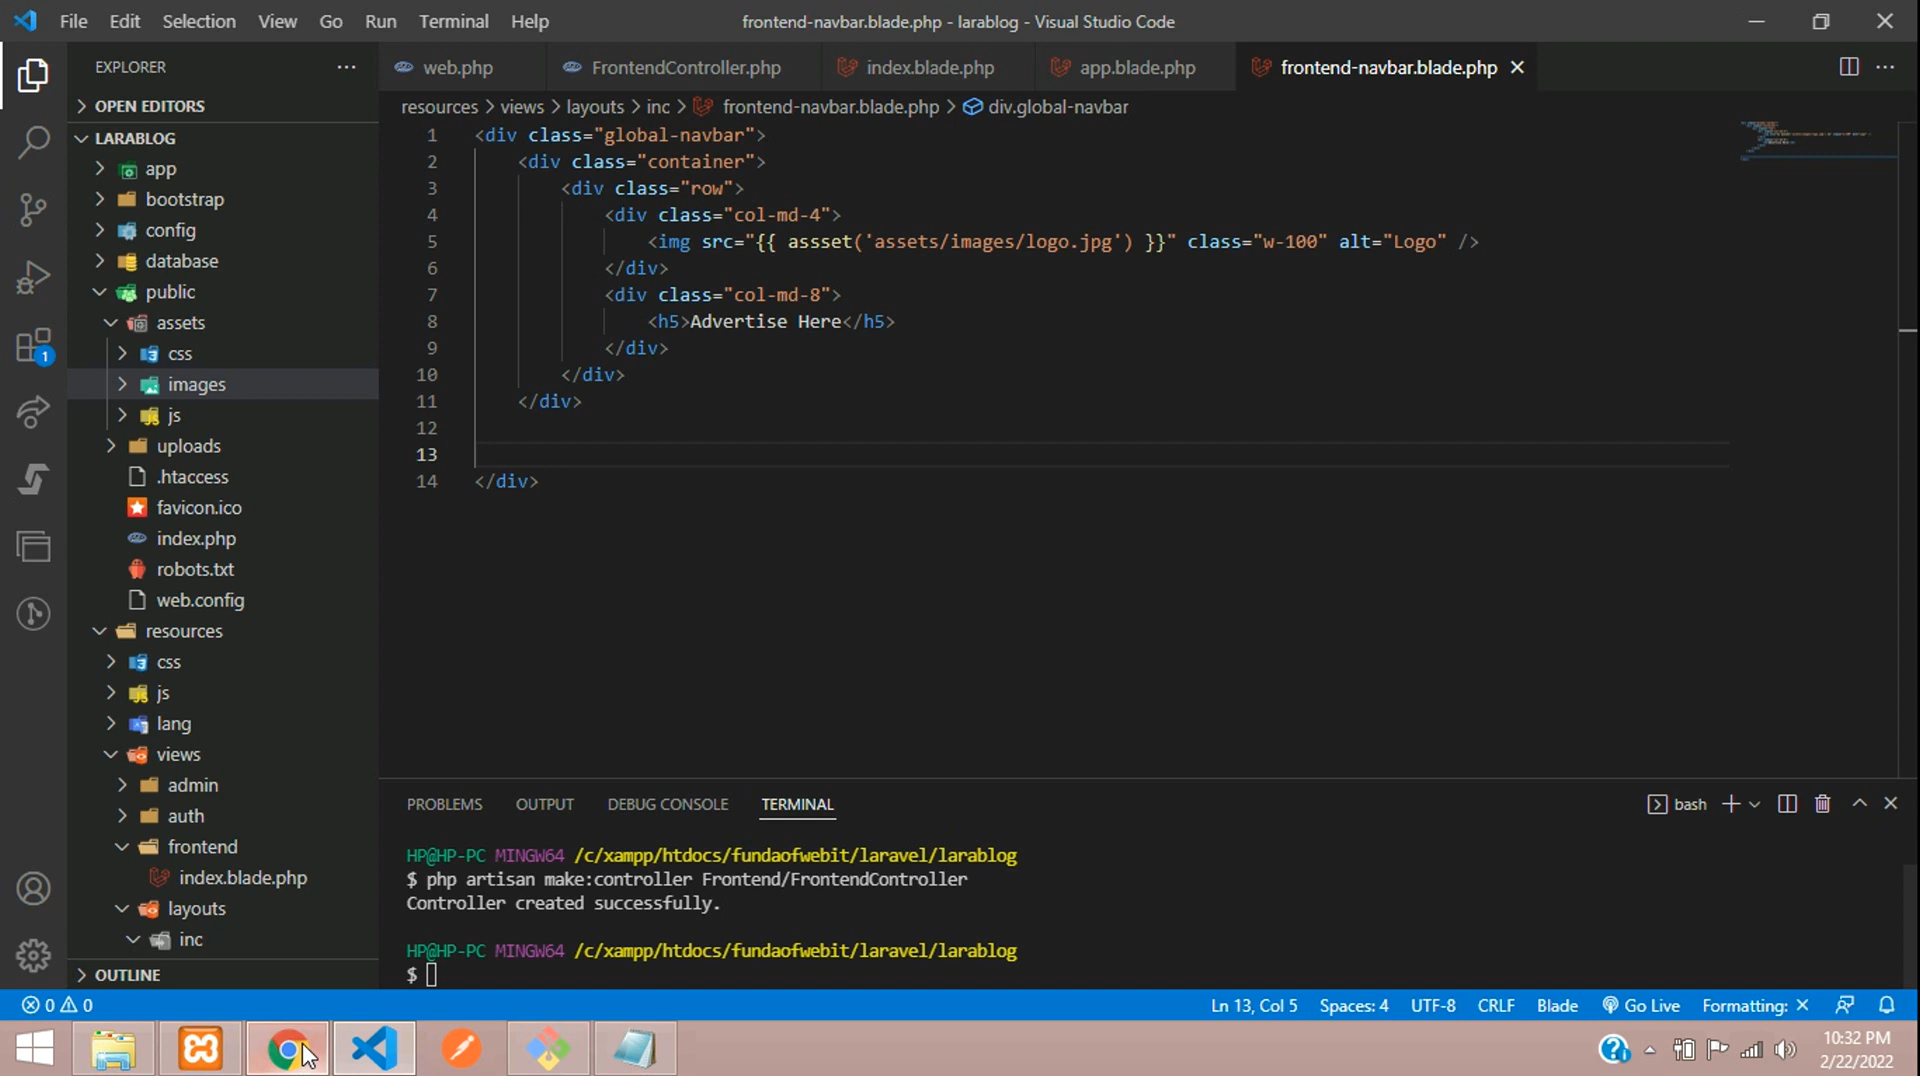 File Edit Selection View Go Run Terminal Help frontend-navbar.blade.php - larablog - Visual Studio Code
EXPLORER
web.php FrontendController.php index.blade.php app.blade.php frontend-navbar.blade.php
OPEN EDITORS
resources > views > layouts > inc > frontend-navbar.blade.php > div.global-navbar
LARABLOG
app
bootstrap
config
database
public
assets
css
images
js
uploads
.htaccess
favicon.ico
index.php
robots.txt
web.config
resources
css
js
lang
views
admin
auth
frontend
index.blade.php
layouts
inc
OUTLINE
1 <div class="global-navbar">
2 <div class="container">
3 <div class="row">
4 <div class="col-md-4">
5 <img src="{{ assset('assets/images/logo.jpg') }}" class="w-100" alt="Logo" />
6 </div>
7 <div class="col-md-8">
8 <h5>Advertise Here</h5>
9 </div>
10 </div>
11 </div>
12
13
14 </div>
PROBLEMS OUTPUT DEBUG CONSOLE TERMINAL bash
HP@HP-PC MINGW64 /c/xampp/htdocs/fundaofwebit/laravel/larablog
$ php artisan make:controller Frontend/FrontendController
Controller created successfully.
HP@HP-PC MINGW64 /c/xampp/htdocs/fundaofwebit/laravel/larablog
$
0 0 Ln 13, Col 5 Spaces: 4 UTF-8 CRLF Blade Go Live Formatting: ✕
1
10:32 PM
2/22/2022